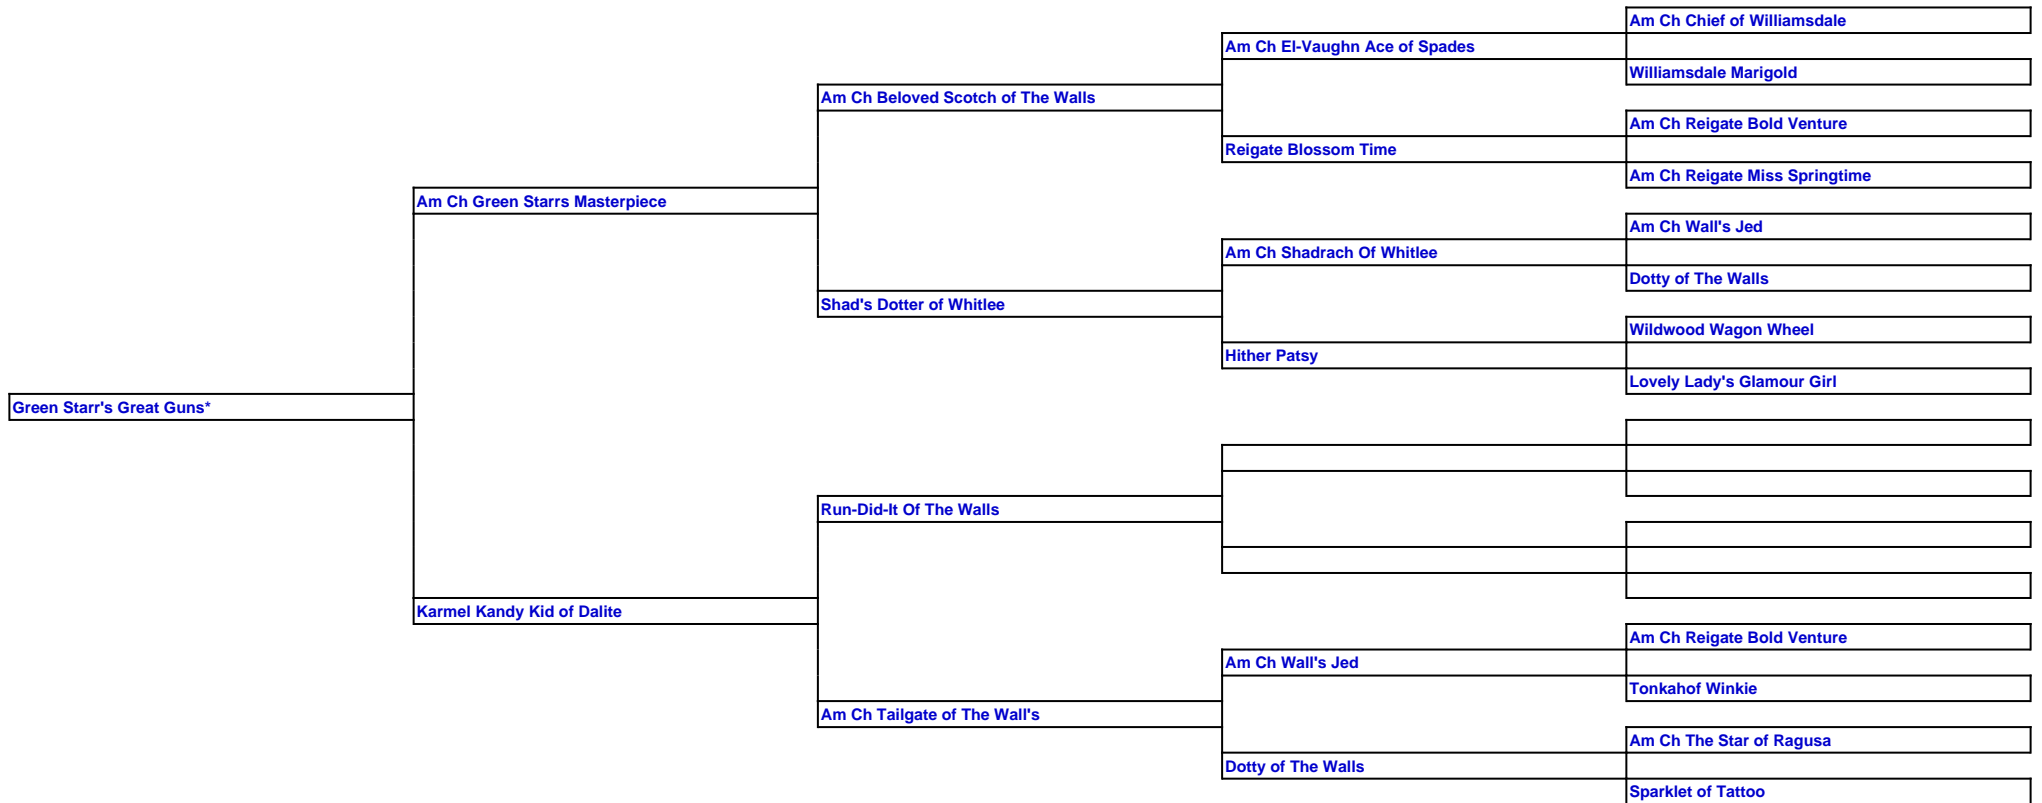 Am Ch Chief of Williamsdale
Am Ch El-Vaughn Ace of Spades
Williamsdale Marigold
Am Ch Beloved Scotch of The Walls
Am Ch Reigate Bold Venture
Reigate Blossom Time
Am Ch Reigate Miss Springtime
Am Ch Green Starrs Masterpiece
Am Ch Wall's Jed
Am Ch Shadrach Of Whitlee
Dotty of The Walls
Shad's Dotter of Whitlee
Wildwood Wagon Wheel
Hither Patsy
Lovely Lady's Glamour Girl
Green Starr's Great Guns*
Run-Did-It Of The Walls
Karmel Kandy Kid of Dalite
Am Ch Reigate Bold Venture
Am Ch Wall's Jed
Tonkahof Winkie
Am Ch Tailgate of The Wall's
Am Ch The Star of Ragusa
Dotty of The Walls
Sparklet of Tattoo